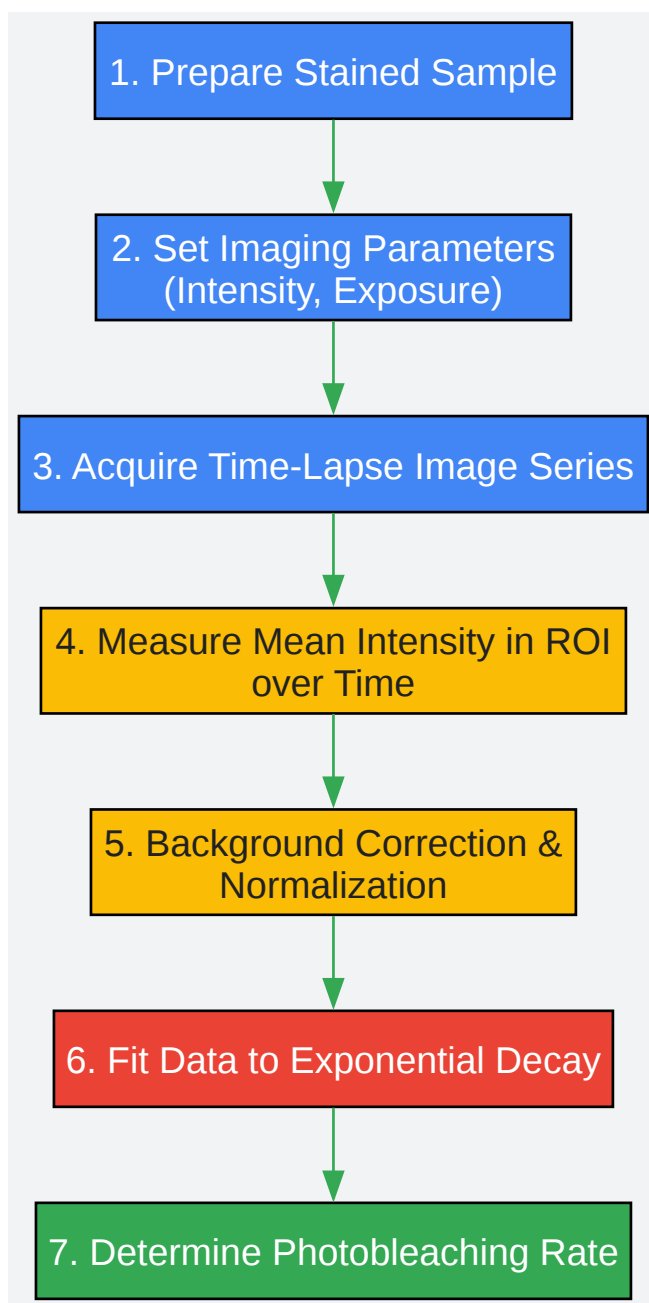 1. Prepare Stained Sample
2. Set Imaging Parameters
(Intensity, Exposure)
3. Acquire Time-Lapse Image Series
4. Measure Mean Intensity in ROI
over Time
5. Background Correction &
Normalization
6. Fit Data to Exponential Decay
7. Determine Photobleaching Rate